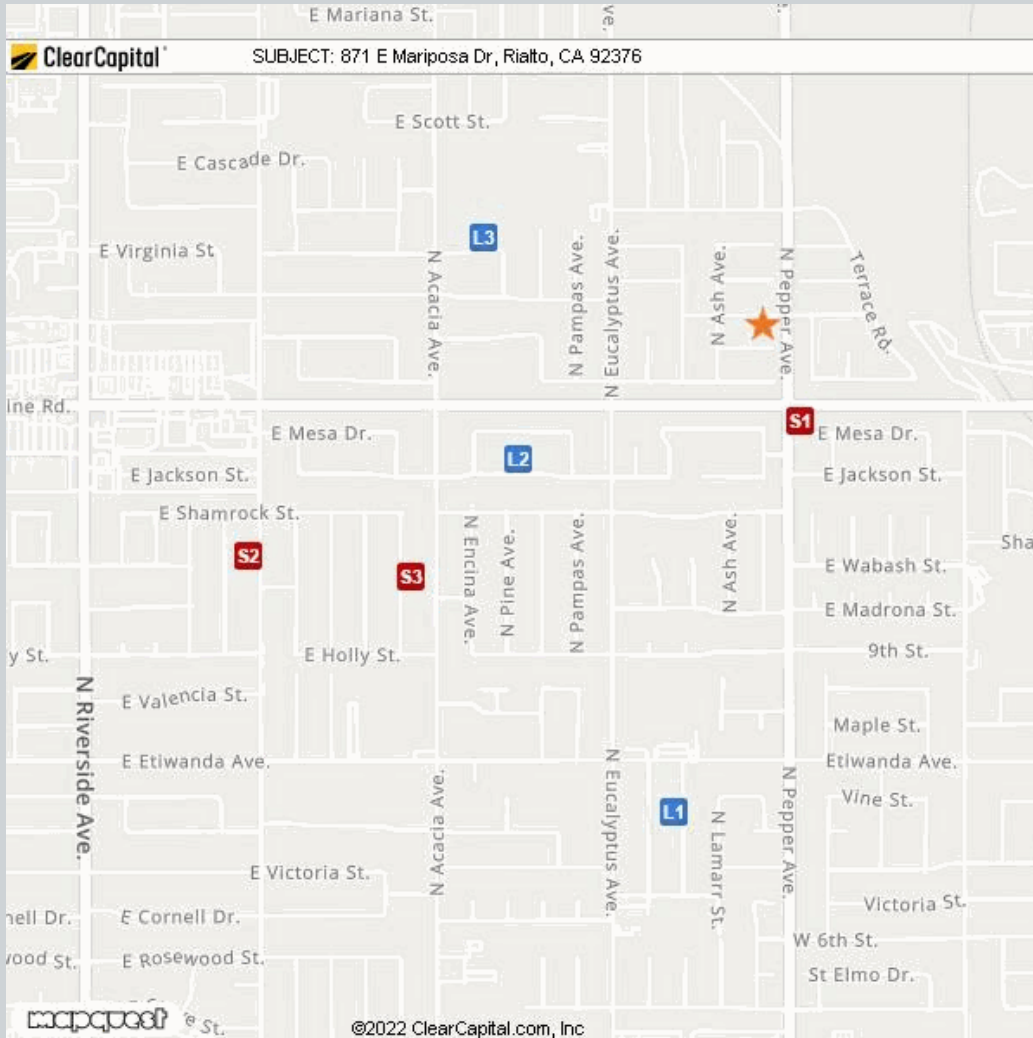 E Mariana St.
ve.
St.
ClearCapital
SUBJECT: 871 E Mariposa Dr, Rialto, CA 92376
E Scott St.
E Cascade Dr.
L3
E Virginia St
N Acacia Ave.
N Pampas Ave.
N Eucalyptus Ave.
N Ash Ave.
N Pepper Ave.
Terrace Rd.
ine Rd.
S1
E Mesa Dr.
E Mesa Dr.
L2
E Jackson St.
E Jackson St.
E Shamrock St.
S2
S3
N Encina Ave.
N Pine Ave.
N Pampas Ave.
N Ash Ave.
Sha
E Wabash St.
E Madrona St.
y St.
E Holly St.
9th St.
N Riverside Ave.
E Valencia St.
Maple St.
E Etiwanda Ave.
Etiwanda Ave.
N Acacia Ave.
N Eucalyptus Ave.
L1
N Lamarr St.
N Pepper Ave.
Vine St.
E Victoria St.
Victoria St.
nell Dr.
E Cornell Dr.
W 6th St.
wood St.
E Rosewood St.
St Elmo Dr.
mapquest
e St.
©2022 ClearCapital.com, Inc